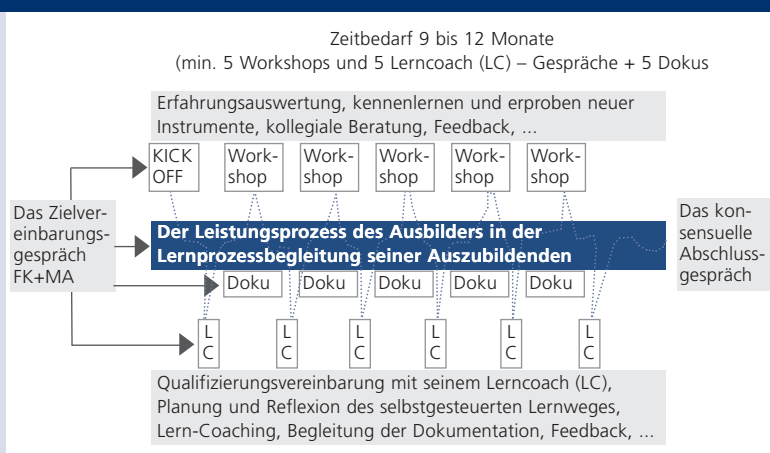 Zeitbedarf 9 bis 12 Monate
(min. 5 Workshops und 5 Lerncoach (LC) – Gespräche + 5 Dokus
Erfahrungsauswertung, kennenlernen und erproben neuer
Instrumente, kollegiale Beratung, Feedback, ...
KICK
OFF
Work-
shop
Work-
shop
Work-
shop
Work-
shop
Work-
shop
Das Zielver-
einbarungs-
gespräch
FK+MA
Der Leistungsprozess des Ausbilders in der
Lernprozessbegleitung seiner Auszubildenden
Das kon-
sensuelle
Abschluss-
gespräch
Doku
Doku
Doku
Doku
Doku
L
C
L
C
L
C
L
C
L
C
L
C
Qualifizierungsvereinbarung mit seinem Lerncoach (LC),
Planung und Reflexion des selbstgesteuerten Lernweges,
Lern-Coaching, Begleitung der Dokumentation, Feedback, ...